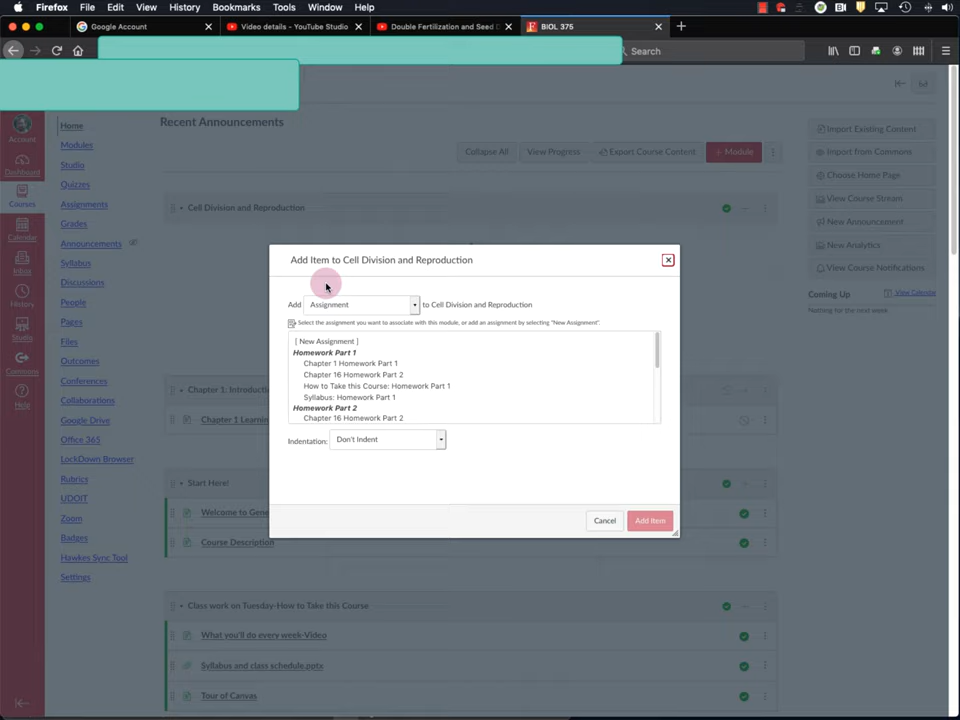 Firefox File Edit View History Bookmarks Tools Window Help
Google Account
Video details - YouTube Studio
Double Fertilization and Seed D
BIOL 375
Search
Account
Dashboard
Courses
Calendar
Inbox
History
Studio
Commons
Help
Home
Modules
Studio
Quizzes
Assignments
Grades
Announcements
Syllabus
Discussions
People
Pages
Files
Outcomes
Conferences
Collaborations
Google Drive
Office 365
LockDown Browser
Rubrics
UDOIT
Zoom
Badges
Hawkes Sync Tool
Settings
Recent Announcements
Collapse All
View Progress
Export Course Content
+ Module
Cell Division and Reproduction
Add Item to Cell Division and Reproduction
Add Assignment to Cell Division and Reproduction
Select the assignment you want to associate with this module, or add an assignment by selecting "New Assignment".
[ New Assignment ]
Homework Part 1
Chapter 1 Homework Part 1
Chapter 16 Homework Part 2
How to Take this Course: Homework Part 1
Syllabus: Homework Part 1
Homework Part 2
Chapter 16 Homework Part 2
Indentation: Don't Indent
Cancel
Add Item
Chapter 1: Introducti
Chapter 1 Learnin
Start Here!
Welcome to Gene
Course Description
Class work on Tuesday-How to Take this Course
What you'll do every week-Video
Syllabus and class schedule.pptx
Tour of Canvas
Import Existing Content
Import from Commons
Choose Home Page
View Course Stream
New Announcement
New Analytics
View Course Notifications
Coming Up
View Calendar
Nothing for the next week